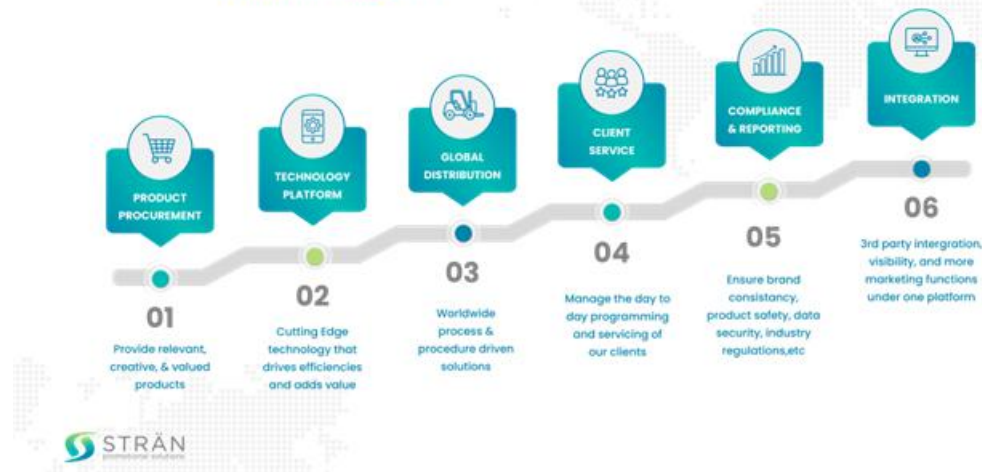 PRODUCT
PROCUREMENT
01
Provide relevant,
creative, & valued
products
TECHNOLOGY
PLATFORM
02
Cutting Edge
technology that
drives efficiencies
and adds value
GLOBAL
DISTRIBUTION
03
Worldwide
process &
procedure driven
solutions
CLIENT
SERVICE
04
Manage the day to
day programming
and servicing of
our clients
COMPLIANCE
& REPORTING
05
Ensure brand
consistancy,
product safety, data
security, industry
regulations,etc
INTEGRATION
06
3rd party intergration,
visibility, and more
marketing functions
under one platform
STRÄN
promotional solutions